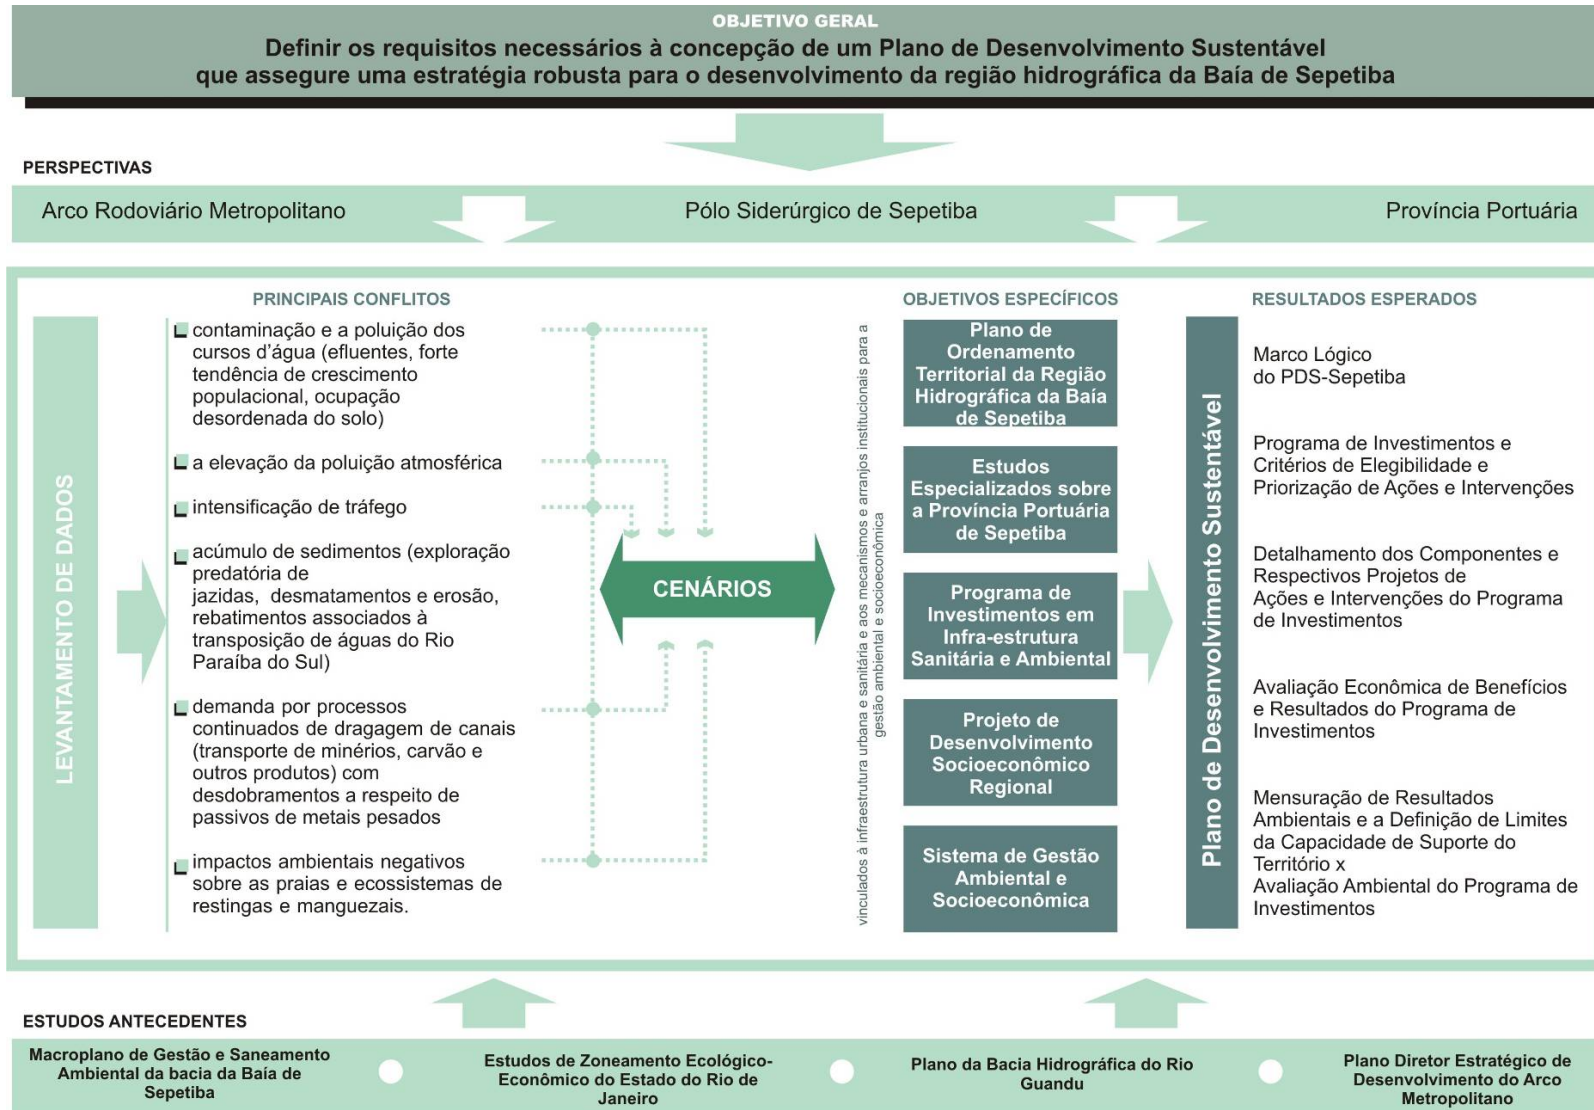 OBJETIVO GERAL
Definir os requisitos necessários à concepção de um Plano de Desenvolvimento Sustentável
que assegure uma estratégia robusta para o desenvolvimento da região hidrográfica da Baía de Sepetiba
PERSPECTIVAS
Arco Rodoviário Metropolitano
Pólo Siderúrgico de Sepetiba
Província Portuária
LEVANTAMENTO DE DADOS
PRINCIPAIS CONFLITOS
contaminação e a poluição dos
cursos d'água (efluentes, forte
tendência de crescimento
populacional, ocupação
desordenada do solo)
a elevação da poluição atmosférica
intensificação de tráfego
acúmulo de sedimentos (exploração
predatória de
jazidas, desmatamentos e erosão,
rebatimentos associados à
transposição de águas do Rio
Paraíba do Sul)
demanda por processos
continuados de dragagem de canais
(transporte de minérios, carvão e
outros produtos) com
desdobramentos a respeito de
passivos de metais pesados
impactos ambientais negativos
sobre as praias e ecossistemas de
restingas e manguezais.
CENÁRIOS
vinculados à infraestrutura urbana e sanitária e aos mecanismos e arranjos institucionais para a
gestão ambiental e socioeconômica
OBJETIVOS ESPECÍFICOS
Plano de
Ordenamento
Territorial da Região
Hidrográfica da Baía
de Sepetiba
Estudos
Especializados sobre
a Província Portuária
de Sepetiba
Programa de
Investimentos em
Infra-estrutura
Sanitária e Ambiental
Projeto de
Desenvolvimento
Socioeconômico
Regional
Sistema de Gestão
Ambiental e
Socioeconômica
Plano de Desenvolvimento Sustentável
RESULTADOS ESPERADOS
Marco Lógico
do PDS-Sepetiba
Programa de Investimentos e
Critérios de Elegibilidade e
Priorização de Ações e Intervenções
Detalhamento dos Componentes e
Respectivos Projetos de
Ações e Intervenções do Programa
de Investimentos
Avaliação Econômica de Benefícios
e Resultados do Programa de
Investimentos
Mensuração de Resultados
Ambientais e a Definição de Limites
da Capacidade de Suporte do
Território x
Avaliação Ambiental do Programa de
Investimentos
ESTUDOS ANTECEDENTES
Macroplano de Gestão e Saneamento
Ambiental da bacia da Baía de
Sepetiba
Estudos de Zoneamento Ecológico-
Econômico do Estado do Rio de
Janeiro
Plano da Bacia Hidrográfica do Rio
Guandu
Plano Diretor Estratégico de
Desenvolvimento do Arco
Metropolitano